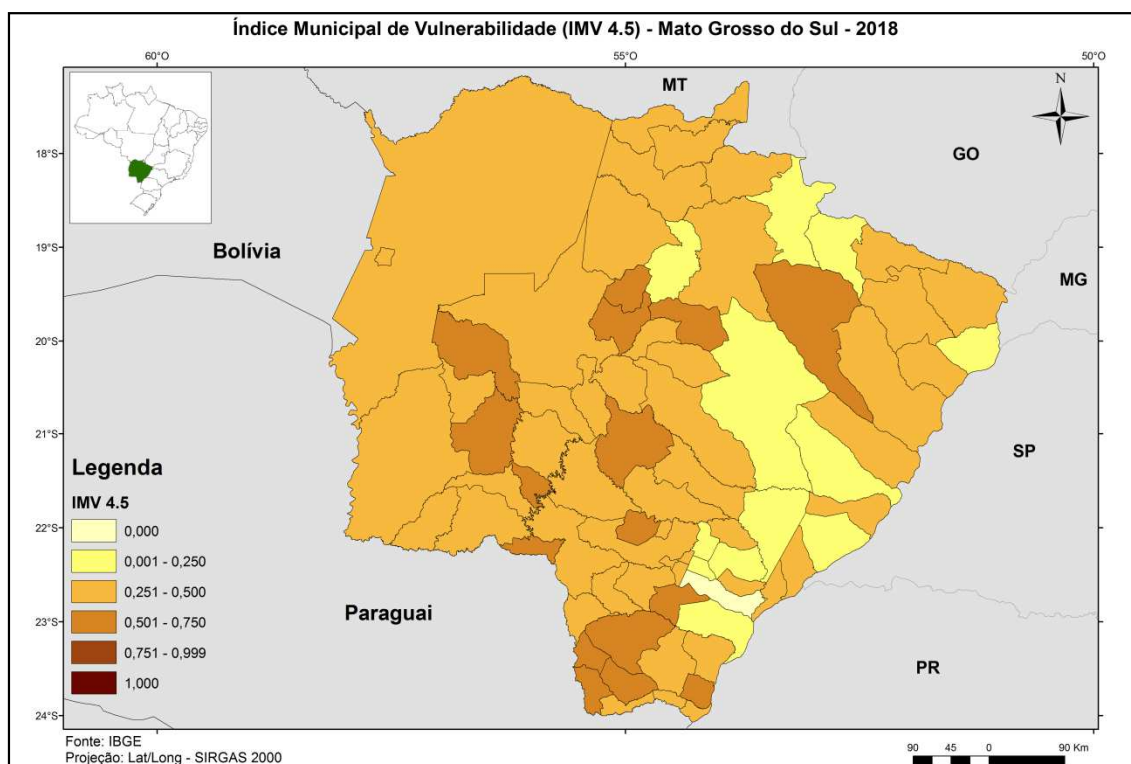 Índice Municipal de Vulnerabilidade (IMV 4.5) - Mato Grosso do Sul - 2018
60°O
55°O
50°O
MT
N
GO
18°S
19°S
Bolívia
MG
20°S
21°S
SP
Legenda
IMV 4.5
22°S
0,000
0,001 - 0,250
0,251 - 0,500
Paraguai
23°S
0,501 - 0,750
0,751 - 0,999
PR
1,000
24°S
Fonte: IBGE
Projeção: Lat/Long - SIRGAS 2000
90 45 0 90 Km